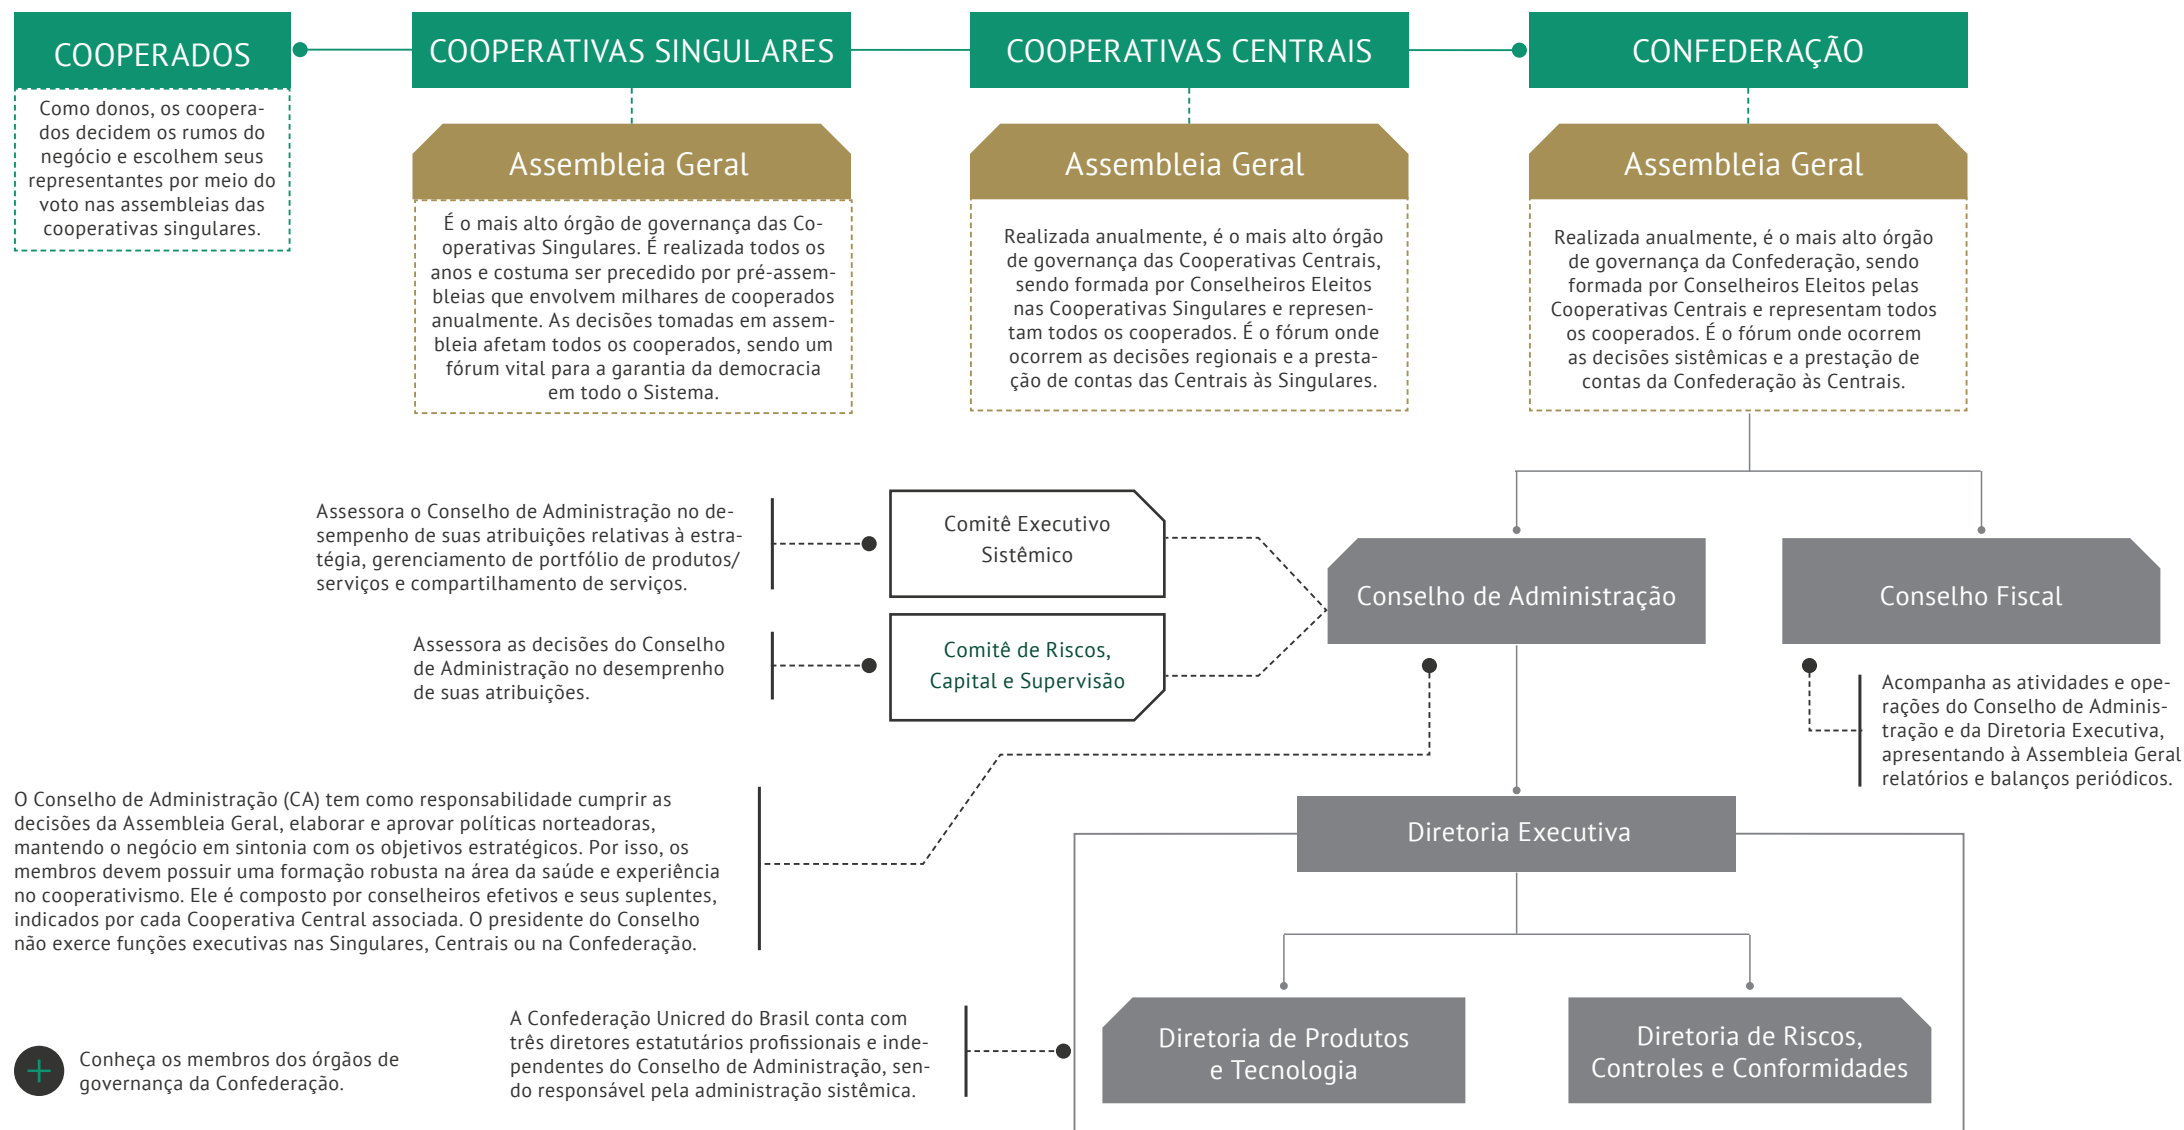 COOPERADOS
Como donos, os coopera-
dos decidem os rumos do
negócio e escolhem seus
representantes por meio do
voto nas assembleias das
cooperativas singulares.
COOPERATIVAS SINGULARES
Assembleia Geral
É o mais alto órgão de governança das Co-
operativas Singulares. É realizada todos os
anos e costuma ser precedido por pré-assem-
bleias que envolvem milhares de cooperados
anualmente. As decisões tomadas em assem-
bleia afetam todos os cooperados, sendo um
fórum vital para a garantia da democracia
em todo o Sistema.
COOPERATIVAS CENTRAIS
Assembleia Geral
Realizada anualmente, é o mais alto órgão
de governança das Cooperativas Centrais,
sendo formada por Conselheiros Eleitos
nas Cooperativas Singulares e represen-
tam todos os cooperados. É o fórum onde
ocorrem as decisões regionais e a presta-
ção de contas das Centrais às Singulares.
CONFEDERAÇÃO
Assembleia Geral
Realizada anualmente, é o mais alto órgão
de governança da Confederação, sendo
formada por Conselheiros Eleitos pelas
Cooperativas Centrais e representam todos
os cooperados. É o fórum onde ocorrem
as decisões sistêmicas e a prestação de
contas da Confederação às Centrais.
Assessora o Conselho de Administração no de-
sempenho de suas atribuições relativas à estra-
tégia, gerenciamento de portfólio de produtos/
serviços e compartilhamento de serviços.
Comitê Executivo
Sistêmico
Assessora as decisões do Conselho
de Administração no desemprenho
de suas atribuições.
Comitê de Riscos,
Capital e Supervisão
Conselho de Administração
Conselho Fiscal
Acompanha as atividades e ope-
rações do Conselho de Adminis-
tração e da Diretoria Executiva,
apresentando à Assembleia Geral
relatórios e balanços periódicos.
O Conselho de Administração (CA) tem como responsabilidade cumprir as
decisões da Assembleia Geral, elaborar e aprovar políticas norteadoras,
mantendo o negócio em sintonia com os objetivos estratégicos. Por isso, os
membros devem possuir uma formação robusta na área da saúde e experiência
no cooperativismo. Ele é composto por conselheiros efetivos e seus suplentes,
indicados por cada Cooperativa Central associada. O presidente do Conselho
não exerce funções executivas nas Singulares, Centrais ou na Confederação.
Diretoria Executiva
A Confederação Unicred do Brasil conta com
três diretores estatutários profissionais e inde-
pendentes do Conselho de Administração, sen-
do responsável pela administração sistêmica.
Diretoria de Produtos
e Tecnologia
Diretoria de Riscos,
Controles e Conformidades
Conheça os membros dos órgãos de
governança da Confederação.